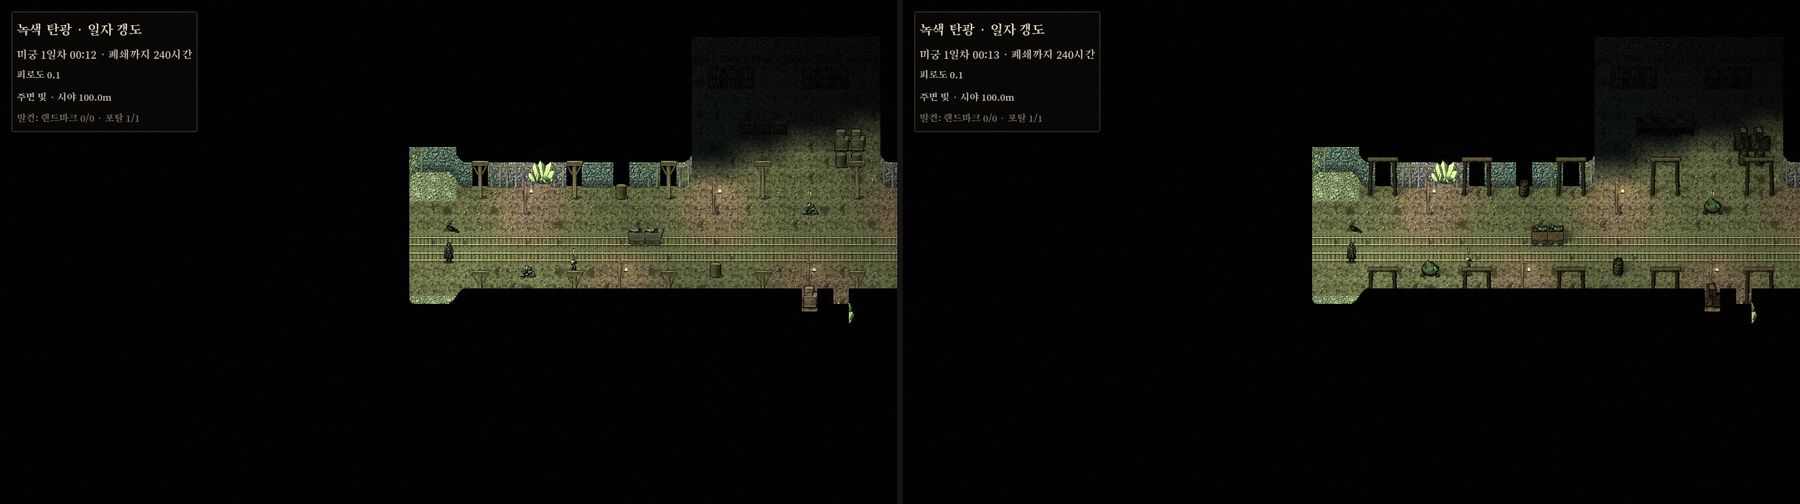 녹색 탄광 · 일자 갱도
미궁 1일차 00:12 · 폐쇄까지 240시간
피로도 0.1
주변 빛 · 시야 100.0m
발견: 랜드마크 0/0 · 포탈 1/1
녹색 탄광 · 일자 갱도
미궁 1일차 00:13 · 폐쇄까지 240시간
피로도 0.1
주변 빛 · 시야 100.0m
발견: 랜드마크 0/0 · 포탈 1/1